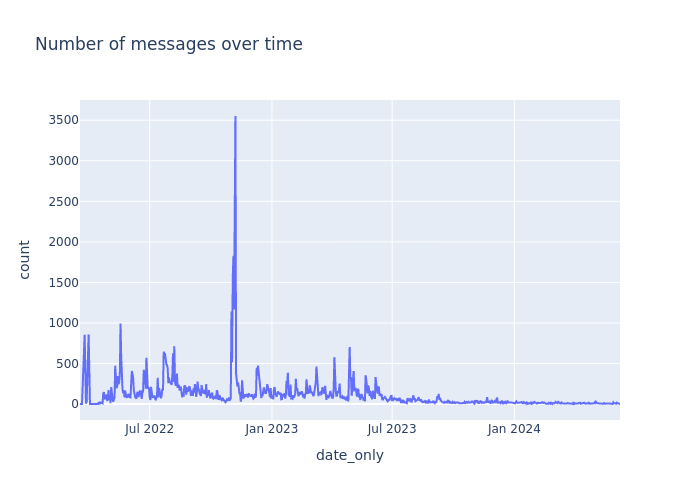 Number of messages over time
3500
3000
2500
2000
1500
1000
500
0
count
Jul 2022
Jan 2023
Jul 2023
Jan 2024
date_only